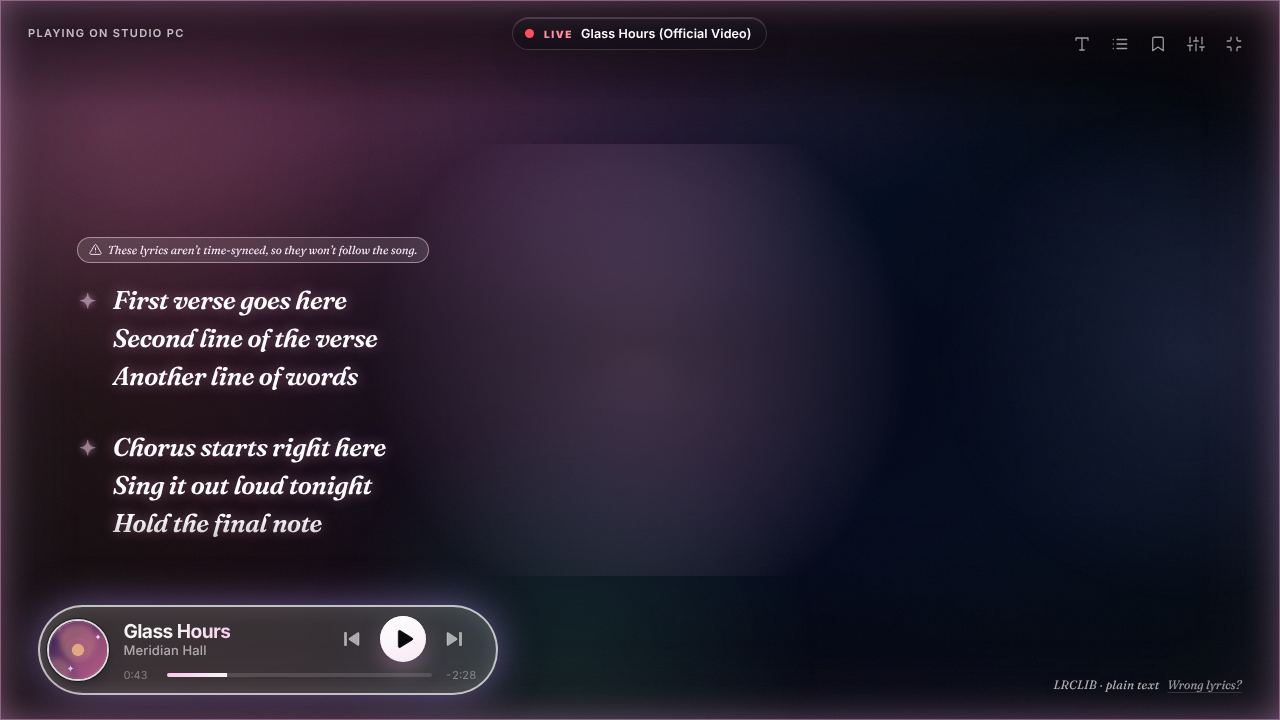 PLAYING ON STUDIO PC
LIVE Glass Hours (Official Video)
These lyrics aren't time-synced, so they won't follow the song.
First verse goes here
Second line of the verse
Another line of words
Chorus starts right here
Sing it out loud tonight
Hold the final note
Glass Hours
Meridian Hall
0:43
-2:28
LRCLIB · plain text Wrong lyrics?